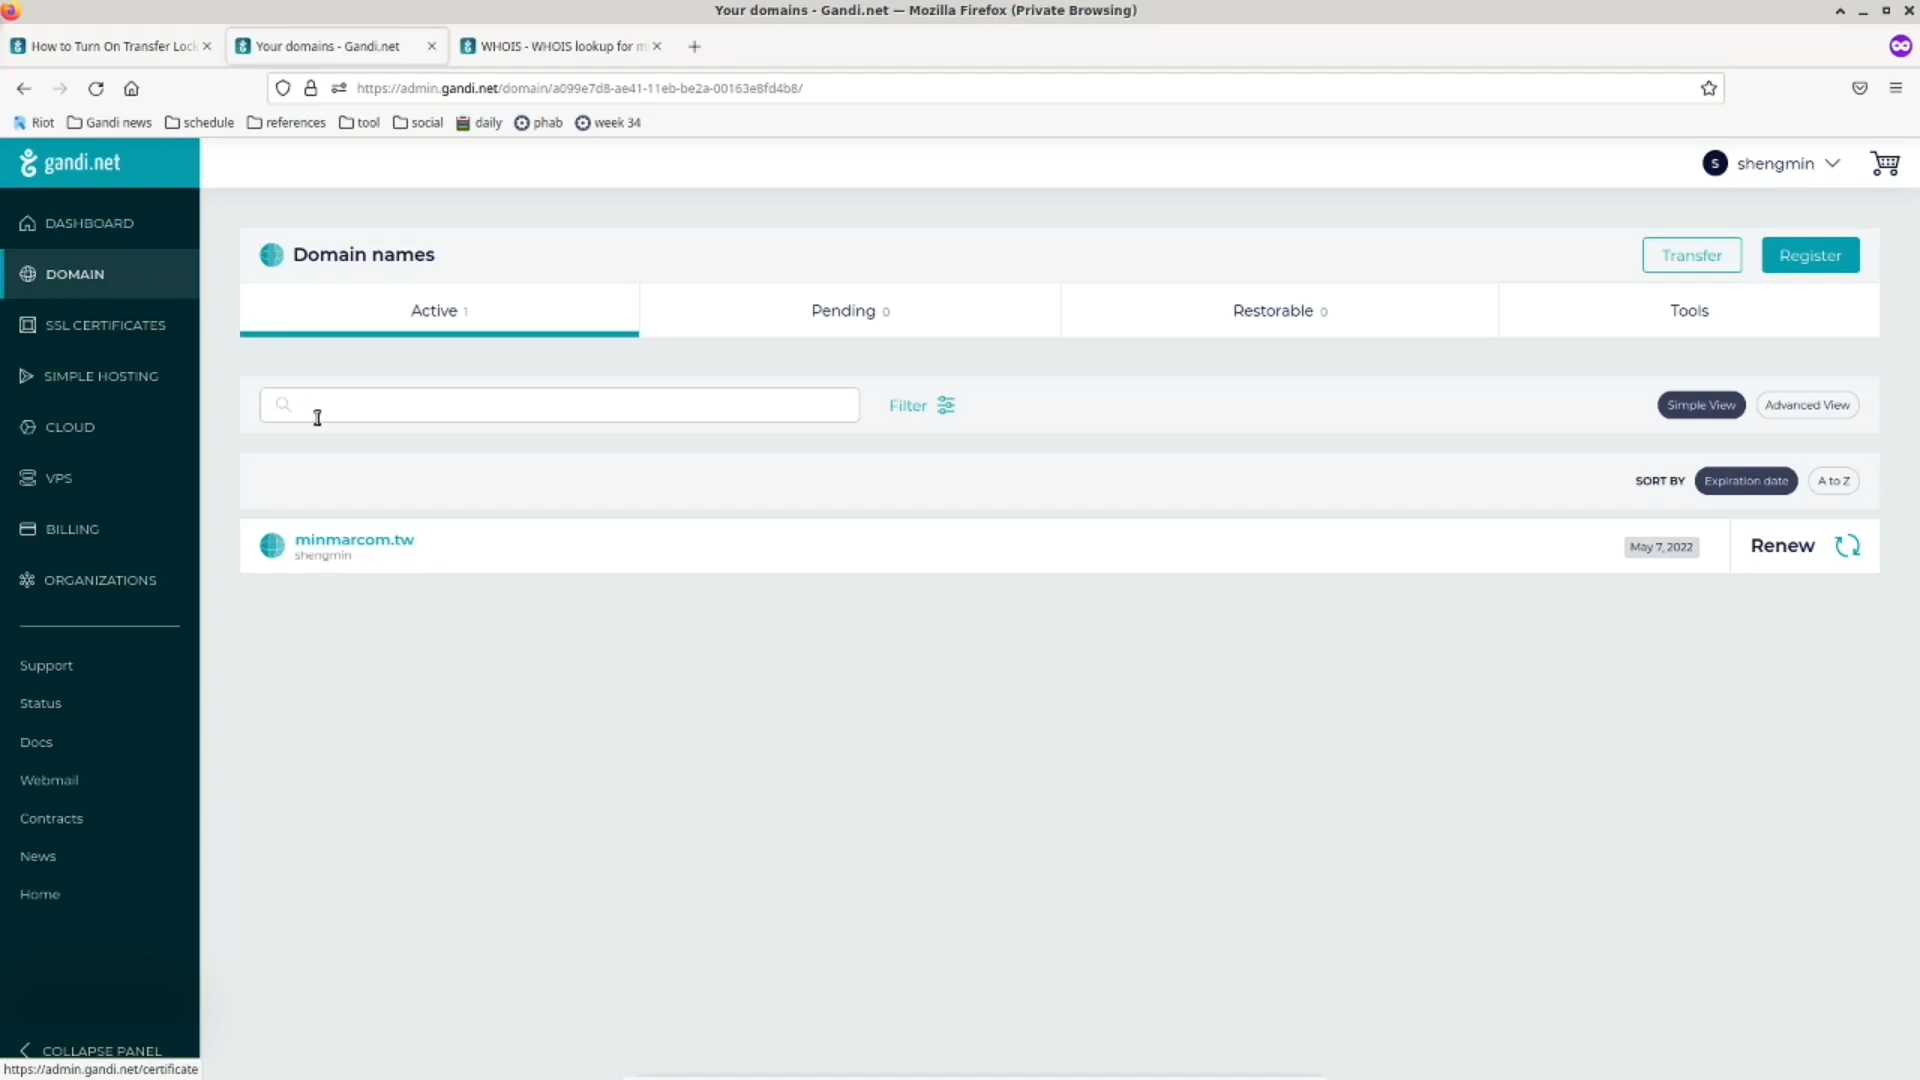 Your domains - Gandi.net — Mozilla Firefox (Private Browsing)
How to Turn On Transfer Loc
Your domains - Gandi.net
WHOIS - WHOIS lookup for m
https://admin.gandi.net/domain/a099e7d8-ae41-11eb-be2a-00163e8fd4b8/
Riot Gandi news schedule references tool social daily phab week 34
gandi.net
S shengmin
DASHBOARD
DOMAIN
SSL CERTIFICATES
SIMPLE HOSTING
CLOUD
VPS
BILLING
ORGANIZATIONS
Support
Status
Docs
Webmail
Contracts
News
Home
COLLAPSE PANEL
https://admin.gandi.net/certificate
Domain names
Transfer Register
Active 1 Pending 0 Restorable 0 Tools
Filter Simple View Advanced View
SORT BY Expiration date A to Z
minmarcom.tw
shengmin
May 7, 2022 Renew